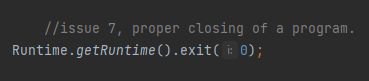 //issue 7, proper closing of a program.
Runtime.getRuntime().exit( i: 0);